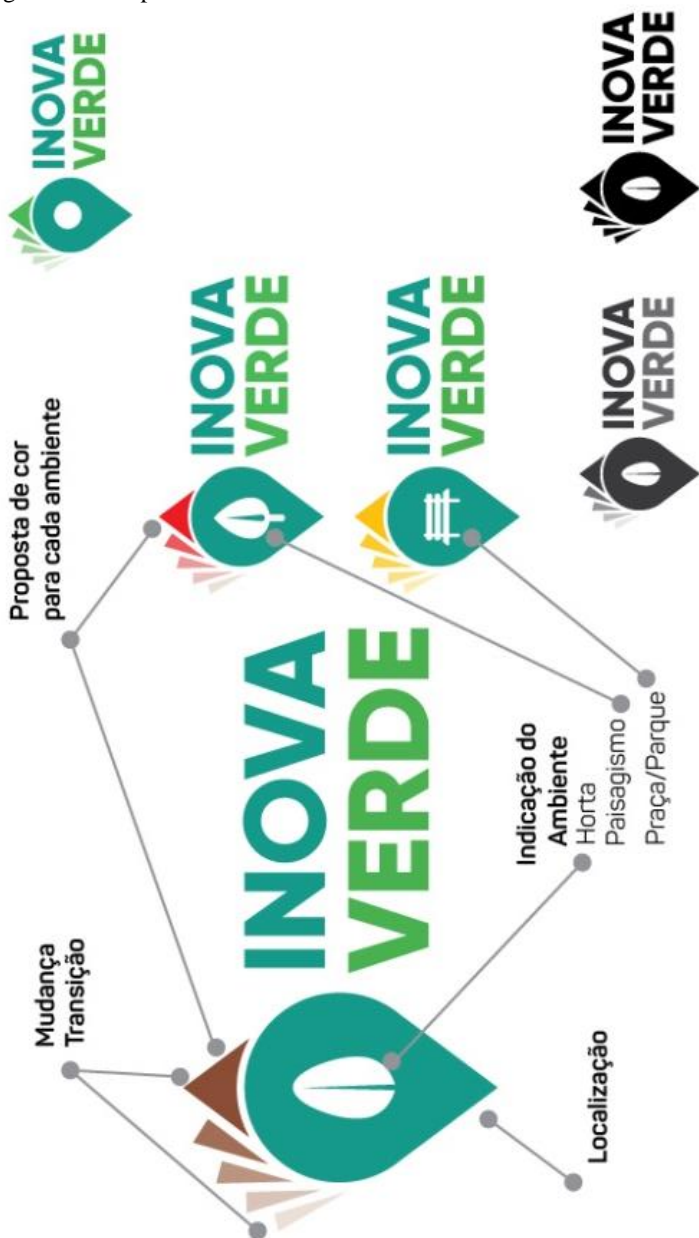 Mudança
Transição
Proposta de cor
para cada ambiente
INOVA
VERDE
INOVA
VERDE
INOVA
VERDE
INOVA
VERDE
Localização
Indicação do
Ambiente
Horta
Paisagismo
Praça/Parque
INOVA
VERDE
INOVA
VERDE